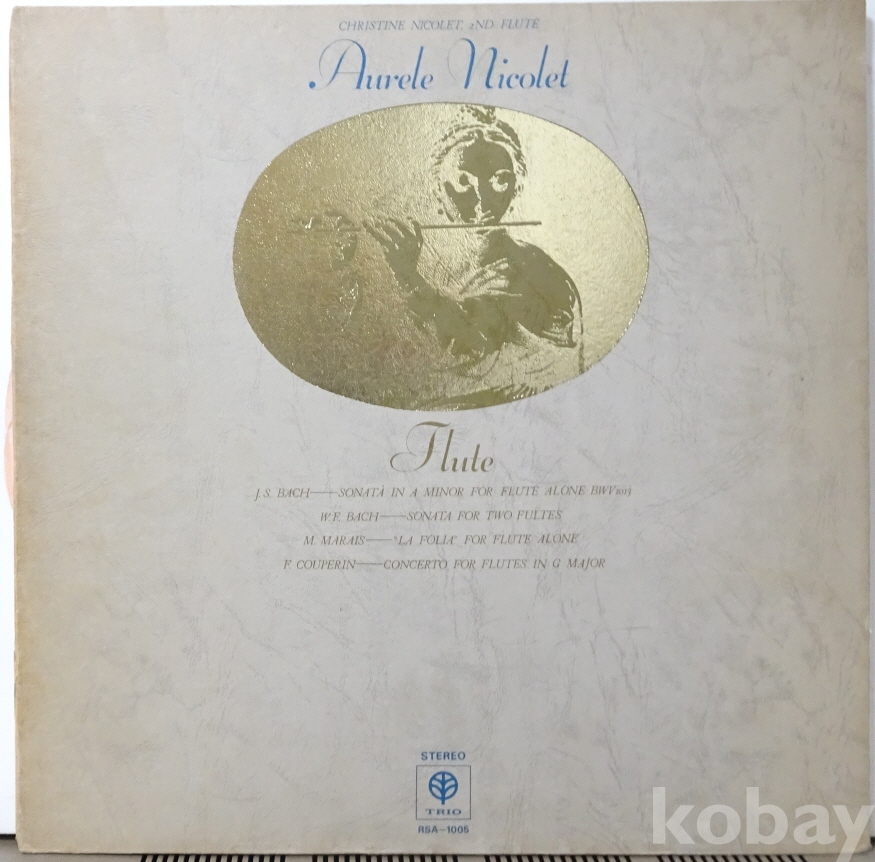 CHRISTINE NICOLET, 2ND FLUTE
Aurele Nicolet
Flute
J. S. BACH——SONATA IN A MINOR FOR FLUTE ALONE BWV1013
W. F. BACH——SONATA FOR TWO FULTES
M. MARAIS——"LA FOLIA" FOR FLUTE ALONE
F. COUPERIN——CONCERTO FOR FLUTES IN G MAJOR
STEREO
TRIO
RSA-1005
kobay